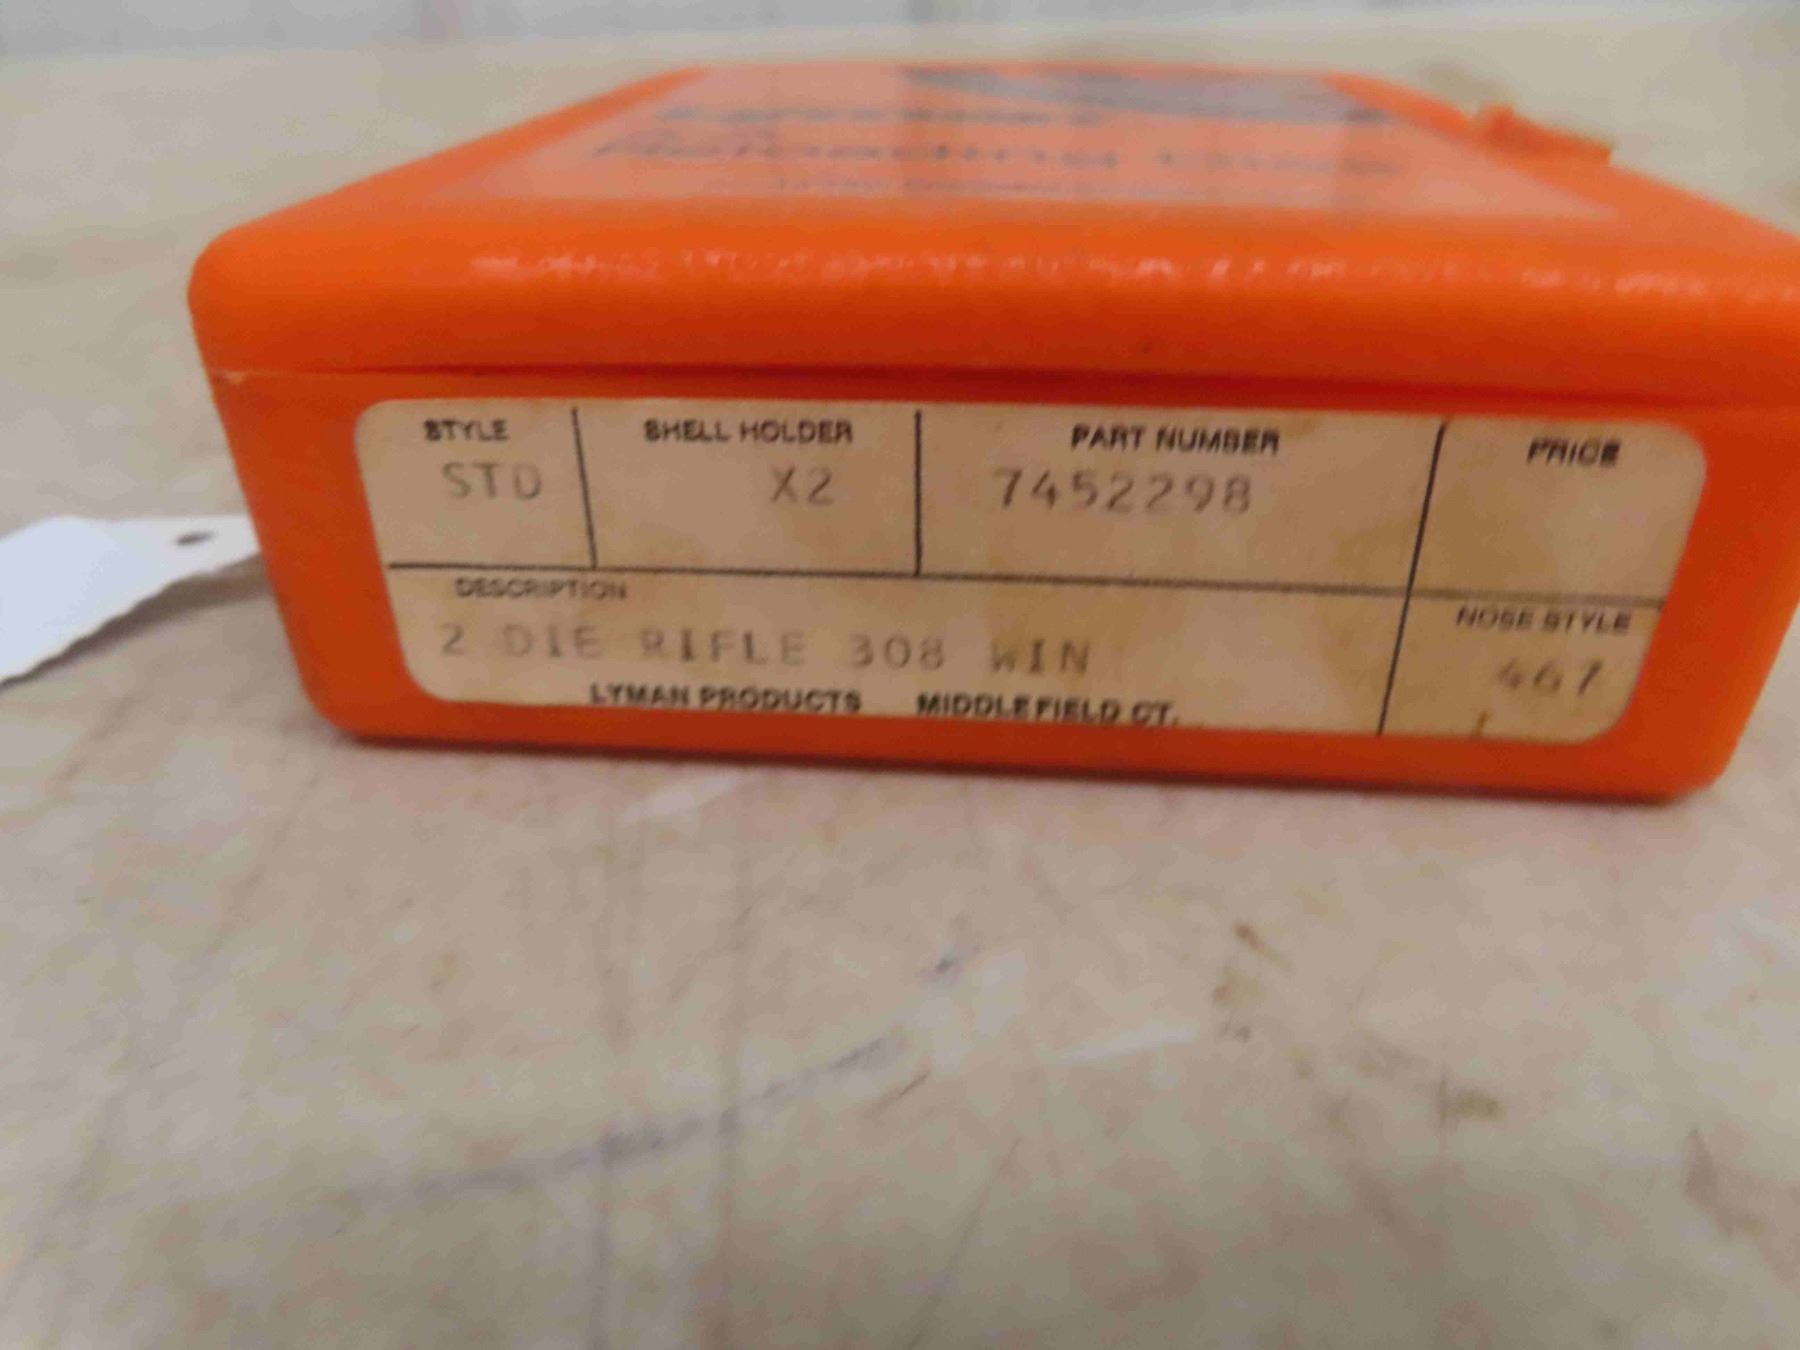 STYLE SHELL HOLDER PART NUMBER PRICE
STD X2 7452298
DESCRIPTION NOSE STYLE
2 DIE RIFLE 308 WIN 467
LYMAN PRODUCTS MIDDLEFIELD CT.